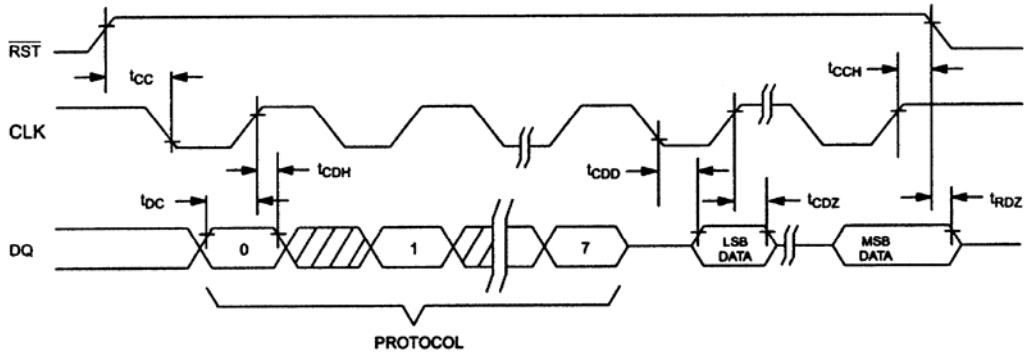 RST
tCC
tCCH
CLK
tCDH
tCDD
tDC
tCDZ
tRDZ
DQ
0
1
7
LSB
DATA
MSB
DATA
PROTOCOL